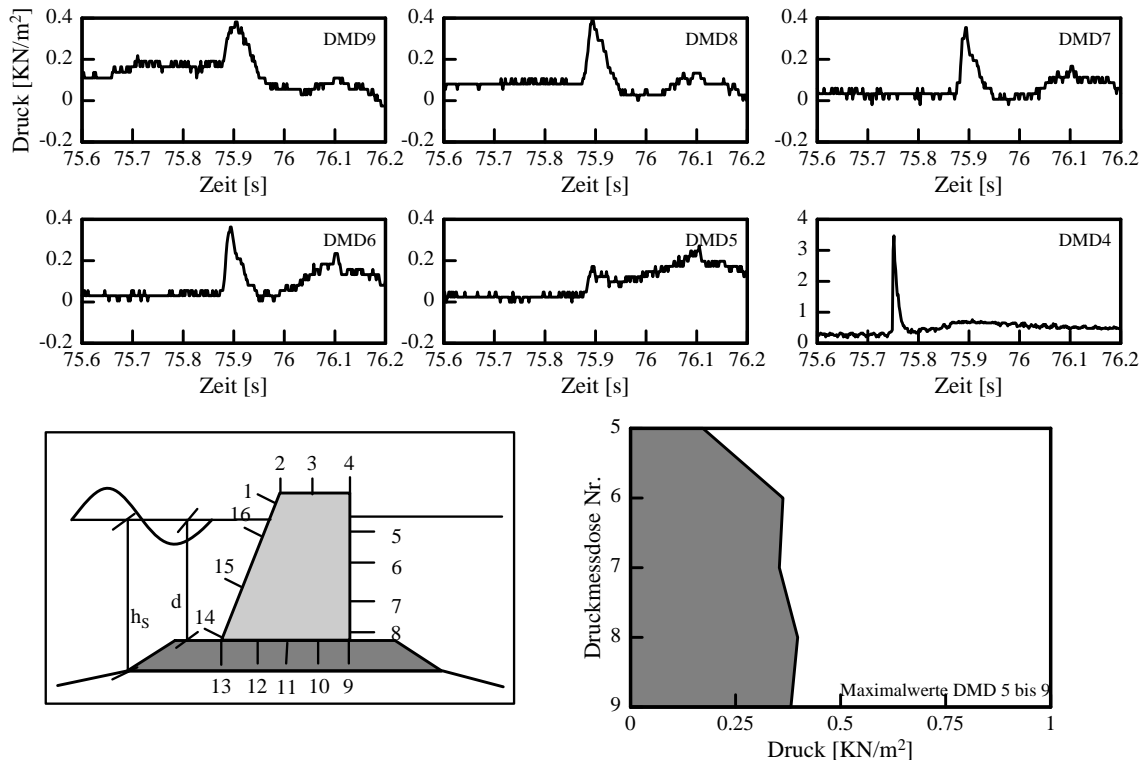 Druck [KN/m²]
0.4
0.2
0
-0.2
DMD9
75.6 75.7 75.8 75.9 76 76.1 76.2
Zeit [s]
0.4
0.2
0
-0.2
DMD8
75.6 75.7 75.8 75.9 76 76.1 76.2
Zeit [s]
0.4
0.2
0
-0.2
DMD7
75.6 75.7 75.8 75.9 76 76.1 76.2
Zeit [s]
0.4
0.2
0
-0.2
DMD6
75.6 75.7 75.8 75.9 76 76.1 76.2
Zeit [s]
0.4
0.2
0
-0.2
DMD5
75.6 75.7 75.8 75.9 76 76.1 76.2
Zeit [s]
4
3
2
1
0
DMD4
75.6 75.7 75.8 75.9 76 76.1 76.2
Zeit [s]
2 3 4
1
16
5
15
6
d
7
hS
14
8
13 12 11 10 9
Druckmessdose Nr.
5
6
7
8
9
Maximalwerte DMD 5 bis 9
0 0.25 0.5 0.75 1
Druck [KN/m²]